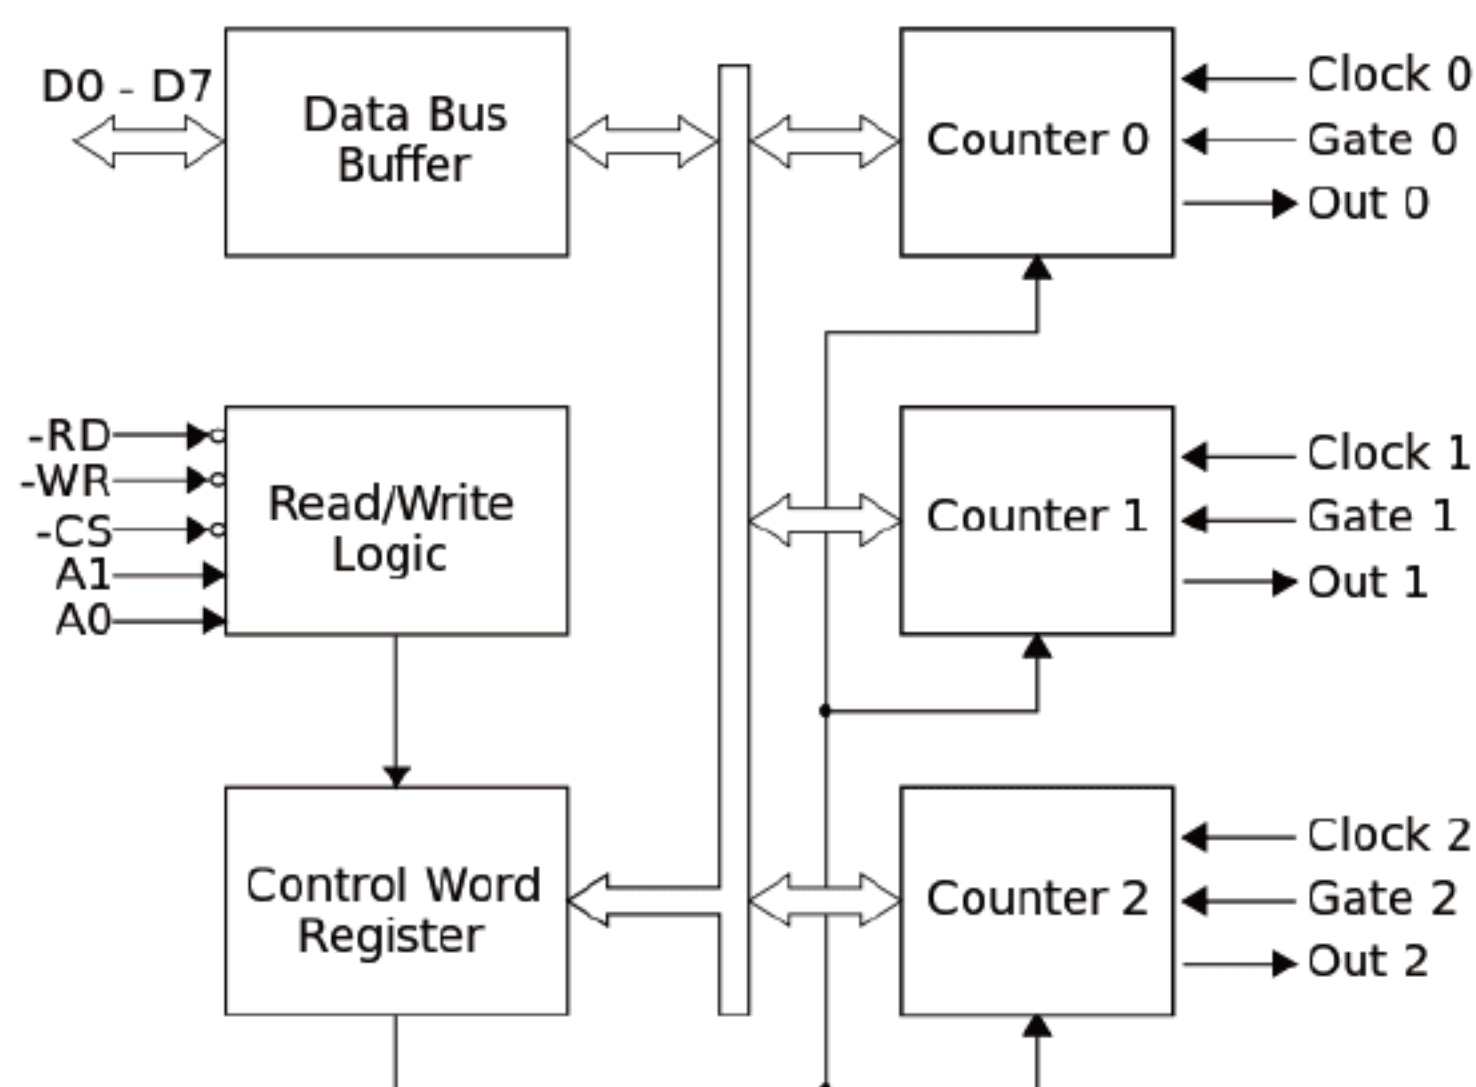 D0 - D7
Data Bus
Buffer
Counter 0
Clock 0
Gate 0
Out 0
-RD
-WR
-CS
A1
A0
Read/Write
Logic
Counter 1
Clock 1
Gate 1
Out 1
Control Word
Register
Counter 2
Clock 2
Gate 2
Out 2